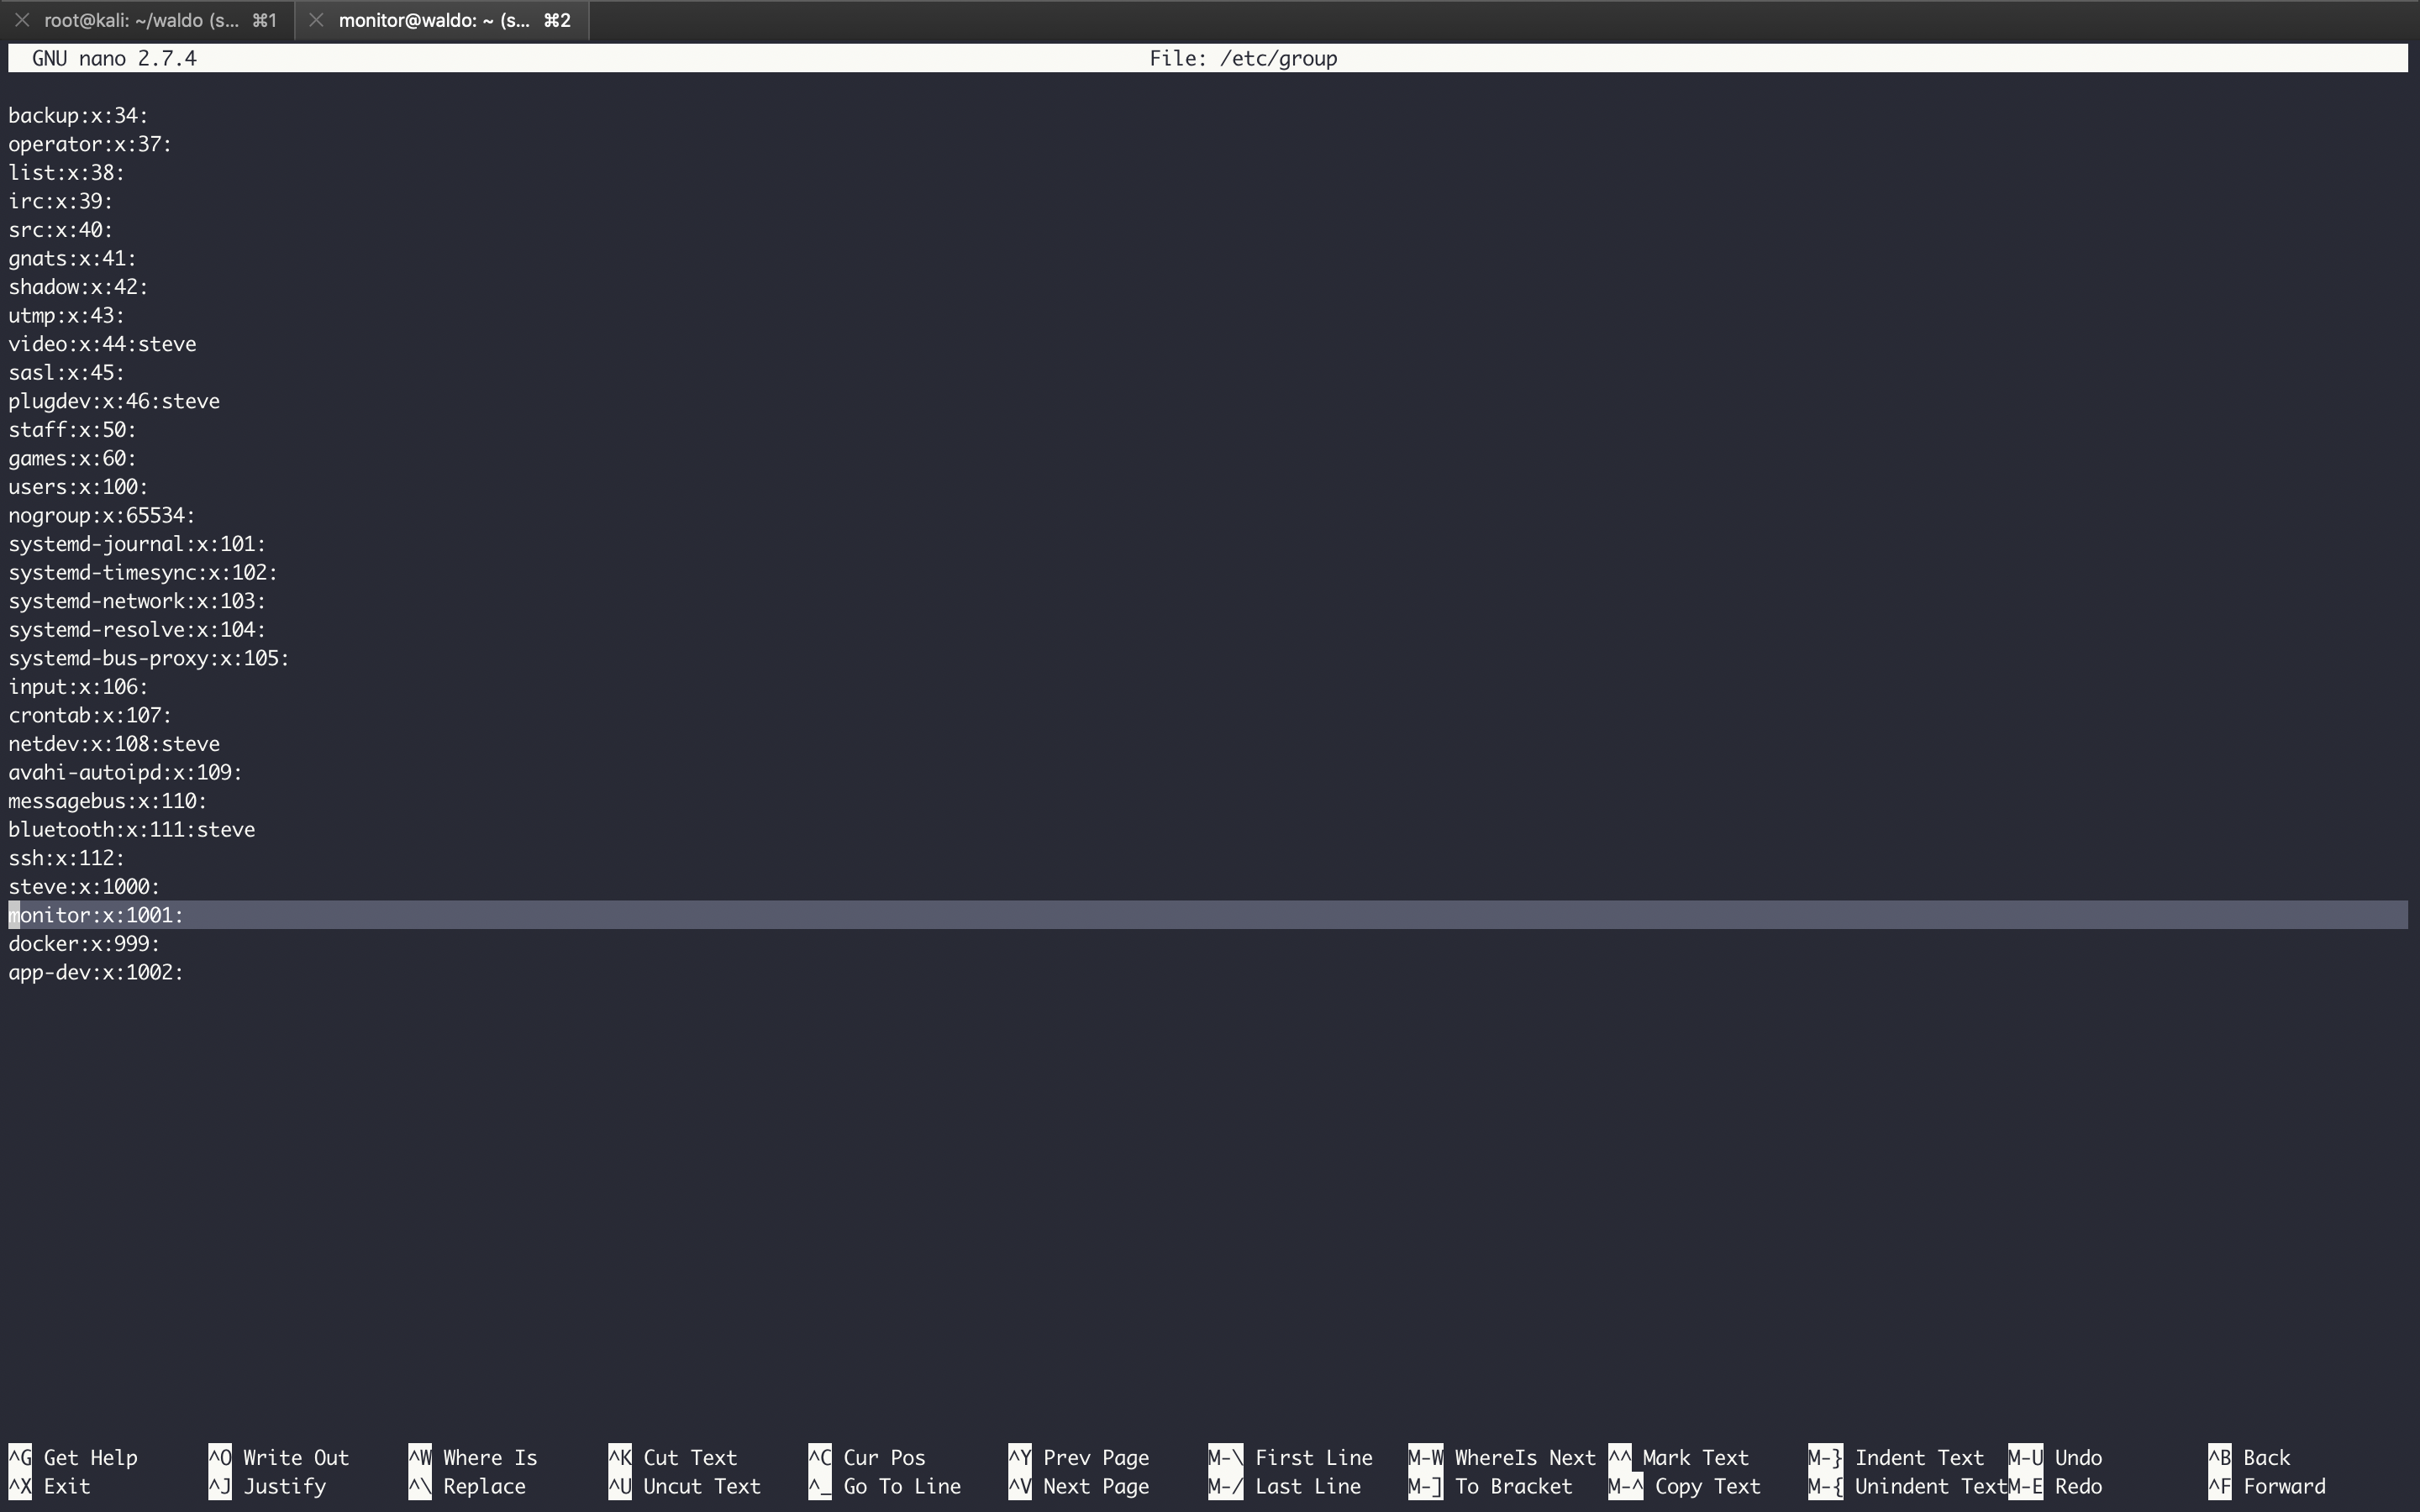 root@kali: ~/waldo (s... ⌘1 monitor@waldo: ~ (s... ⌘2
GNU nano 2.7.4 File: /etc/group
backup:x:34:
operator:x:37:
list:x:38:
irc:x:39:
src:x:40:
gnats:x:41:
shadow:x:42:
utmp:x:43:
video:x:44:steve
sasl:x:45:
plugdev:x:46:steve
staff:x:50:
games:x:60:
users:x:100:
nogroup:x:65534:
systemd-journal:x:101:
systemd-timesync:x:102:
systemd-network:x:103:
systemd-resolve:x:104:
systemd-bus-proxy:x:105:
input:x:106:
crontab:x:107:
netdev:x:108:steve
avahi-autoipd:x:109:
messagebus:x:110:
bluetooth:x:111:steve
ssh:x:112:
steve:x:1000:
monitor:x:1001:
docker:x:999:
app-dev:x:1002:
^G Get Help ^O Write Out ^W Where Is ^K Cut Text ^C Cur Pos ^Y Prev Page M-\ First Line M-W WhereIs Next ^^ Mark Text M-} Indent Text M-U Undo ^B Back
^X Exit ^J Justify ^\ Replace ^U Uncut Text ^_ Go To Line ^V Next Page M-/ Last Line M-] To Bracket M-^ Copy Text M-{ Unindent Text M-E Redo ^F Forward